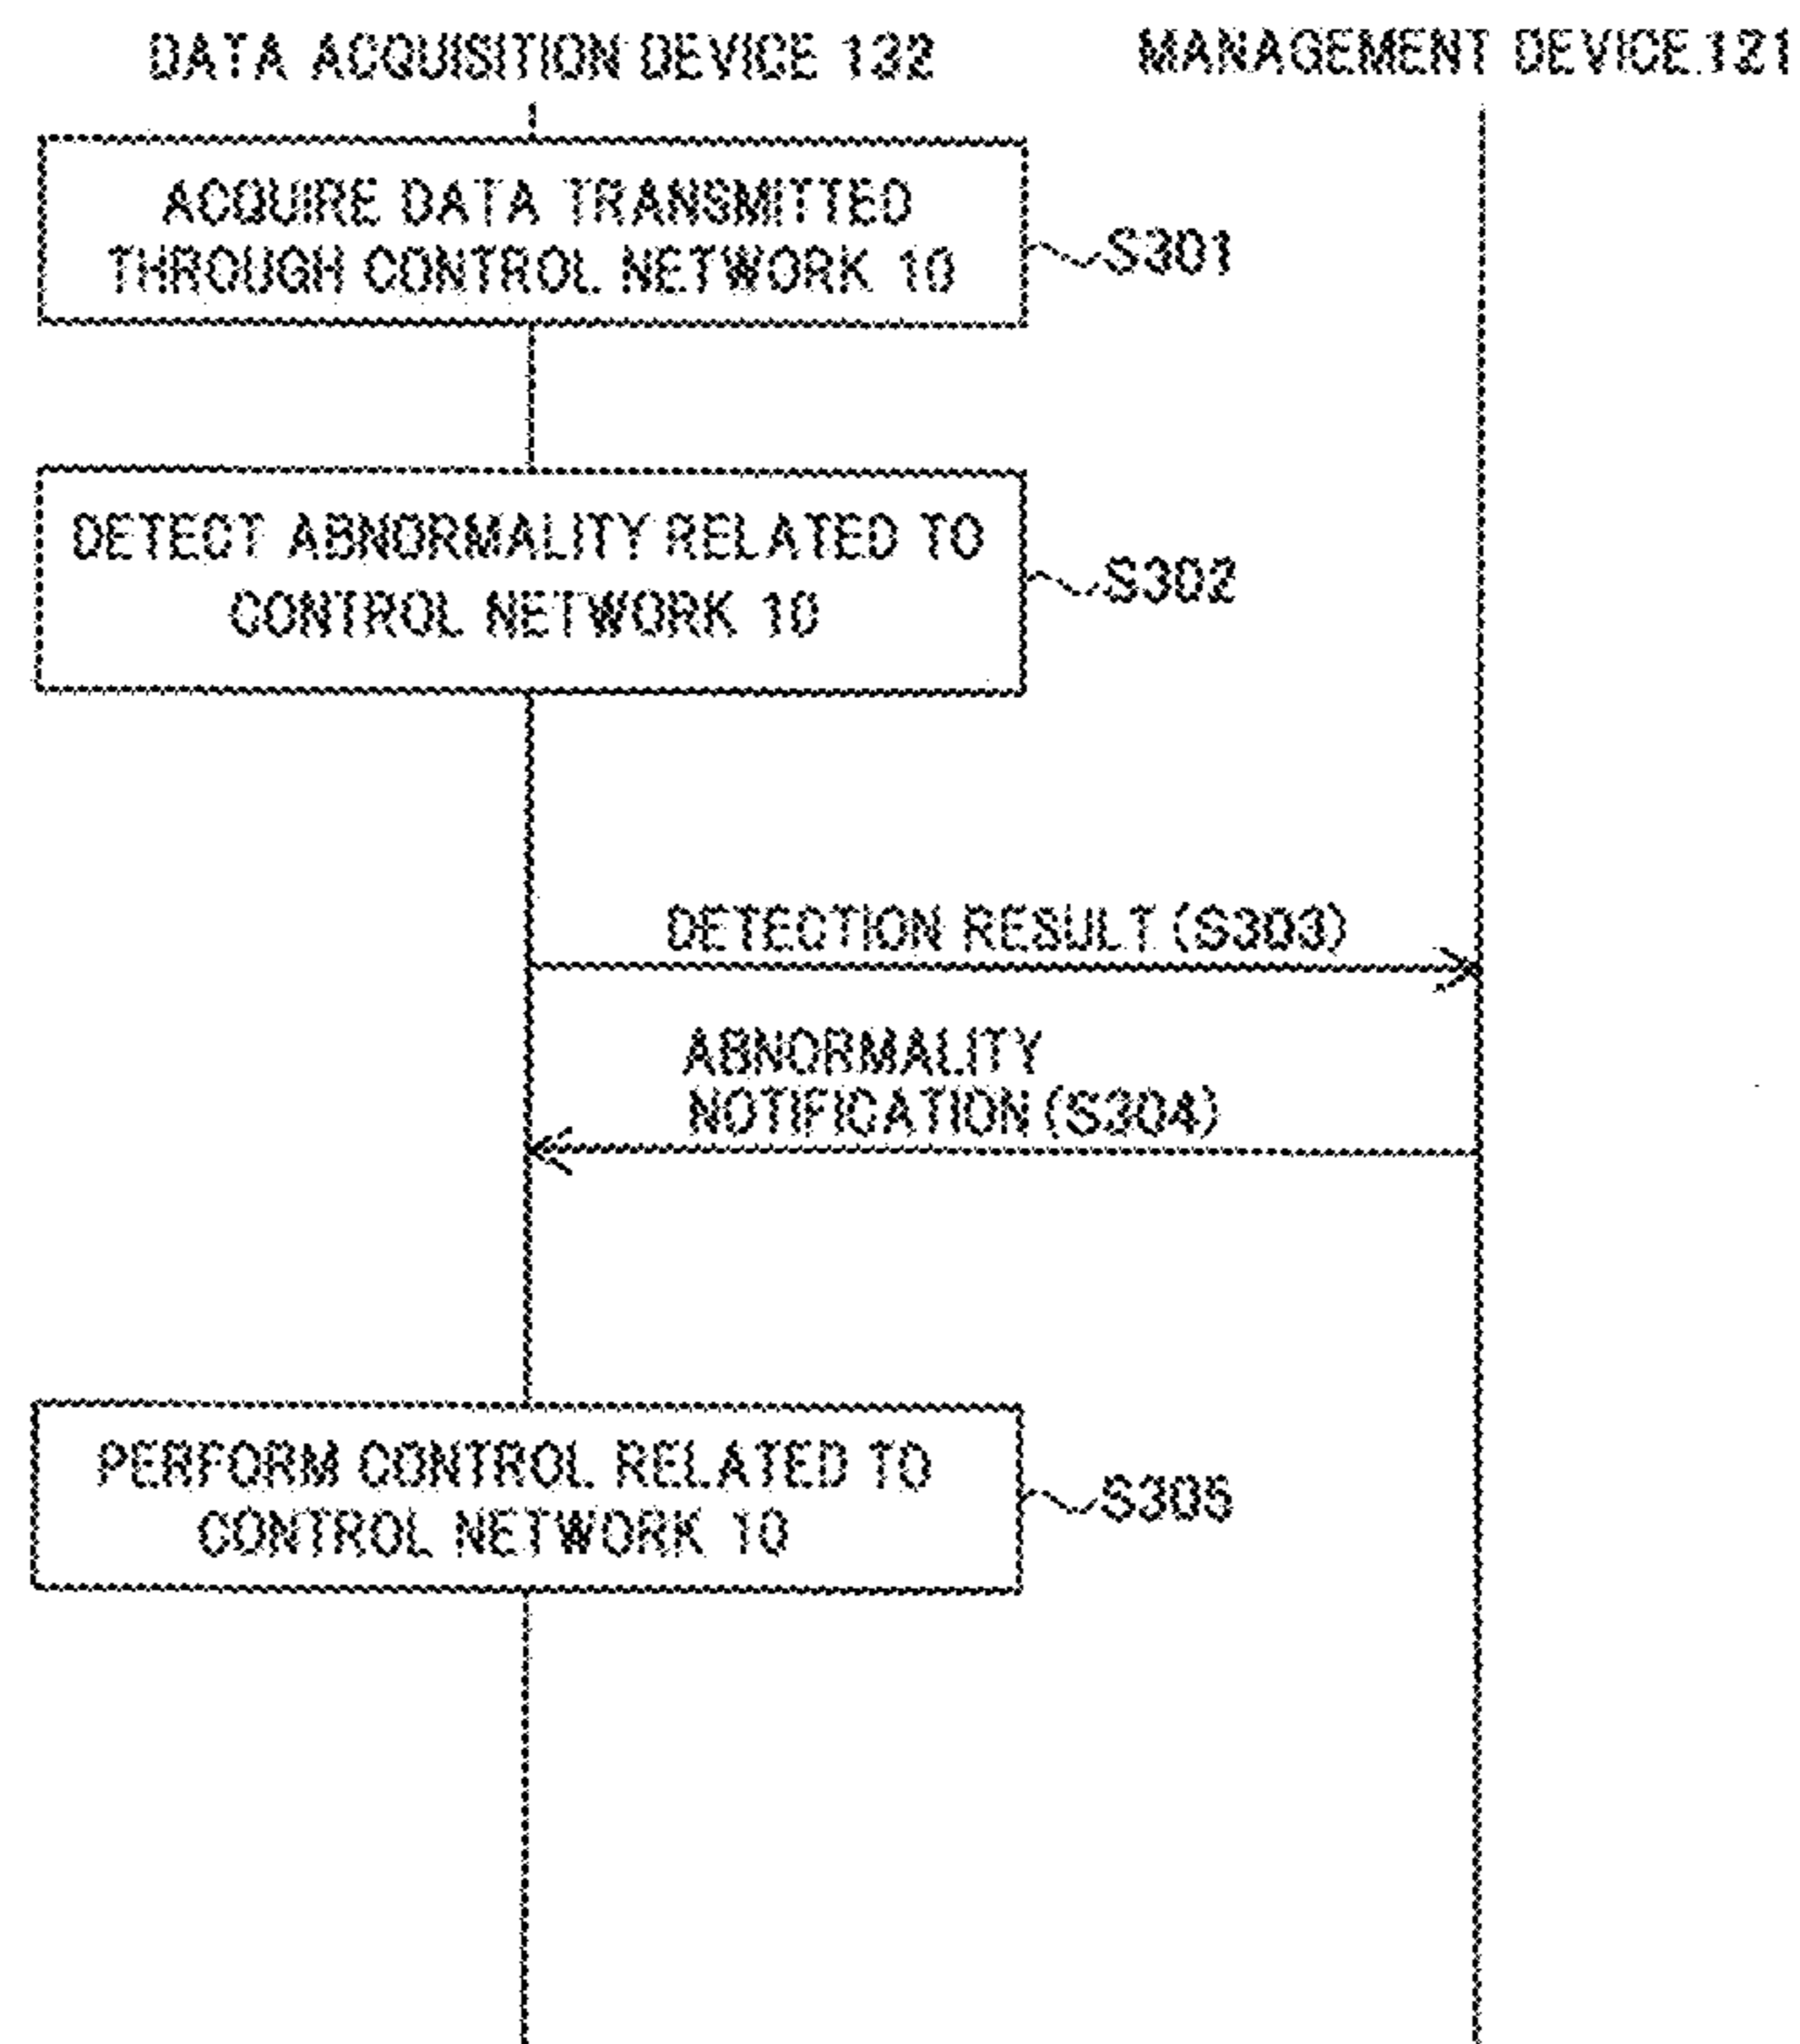 DATA ACQUISITION DEVICE 132
MANAGEMENT DEVICE 121
ACQUIRE DATA TRANSMITTED
THROUGH CONTROL NETWORK 10
S301
DETECT ABNORMALITY RELATED TO
CONTROL NETWORK 10
S302
DETECTION RESULT (S303)
ABNORMALITY
NOTIFICATION (S304)
PERFORM CONTROL RELATED TO
CONTROL NETWORK 10
S305